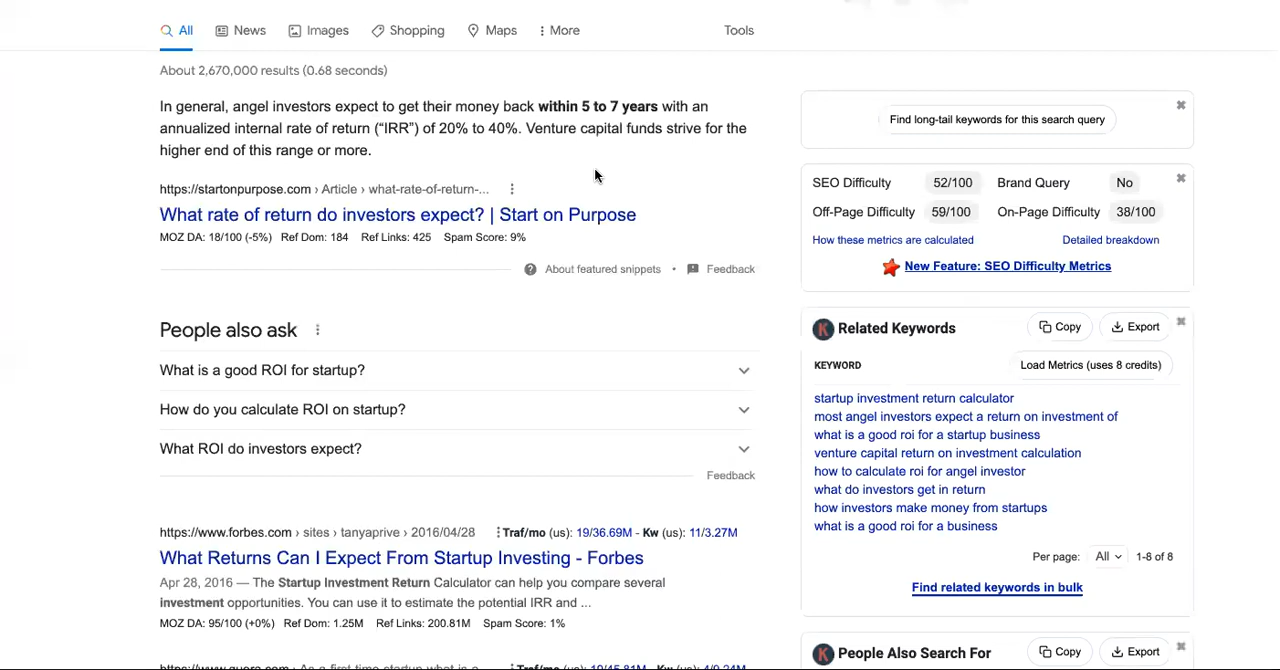 All News Images Shopping Maps More Tools
About 2,670,000 results (0.68 seconds)
In general, angel investors expect to get their money back within 5 to 7 years with an
annualized internal rate of return (“IRR”) of 20% to 40%. Venture capital funds strive for the
higher end of this range or more.
https://startonpurpose.com › Article › what-rate-of-return-...
What rate of return do investors expect? | Start on Purpose
MOZ DA: 18/100 (-5%) Ref Dom: 184 Ref Links: 425 Spam Score: 9%
About featured snippets • Feedback
People also ask
What is a good ROI for startup?
How do you calculate ROI on startup?
What ROI do investors expect?
Feedback
https://www.forbes.com › sites › tanyaprive › 2016/04/28 Traf/mo (us): 19/36.69M - Kw (us): 11/3.27M
What Returns Can I Expect From Startup Investing - Forbes
Apr 28, 2016 — The Startup Investment Return Calculator can help you compare several
investment opportunities. You can use it to estimate the potential IRR and ...
MOZ DA: 95/100 (+0%) Ref Dom: 1.25M Ref Links: 200.81M Spam Score: 1%
Find long-tail keywords for this search query
SEO Difficulty 52/100 Brand Query No
Off-Page Difficulty 59/100 On-Page Difficulty 38/100
How these metrics are calculated Detailed breakdown
New Feature: SEO Difficulty Metrics
K Related Keywords Copy Export
KEYWORD Load Metrics (uses 8 credits)
startup investment return calculator
most angel investors expect a return on investment of
what is a good roi for a startup business
venture capital return on investment calculation
how to calculate roi for angel investor
what do investors get in return
how investors make money from startups
what is a good roi for a business
Per page: All 1-8 of 8
Find related keywords in bulk
K People Also Search For Copy Export